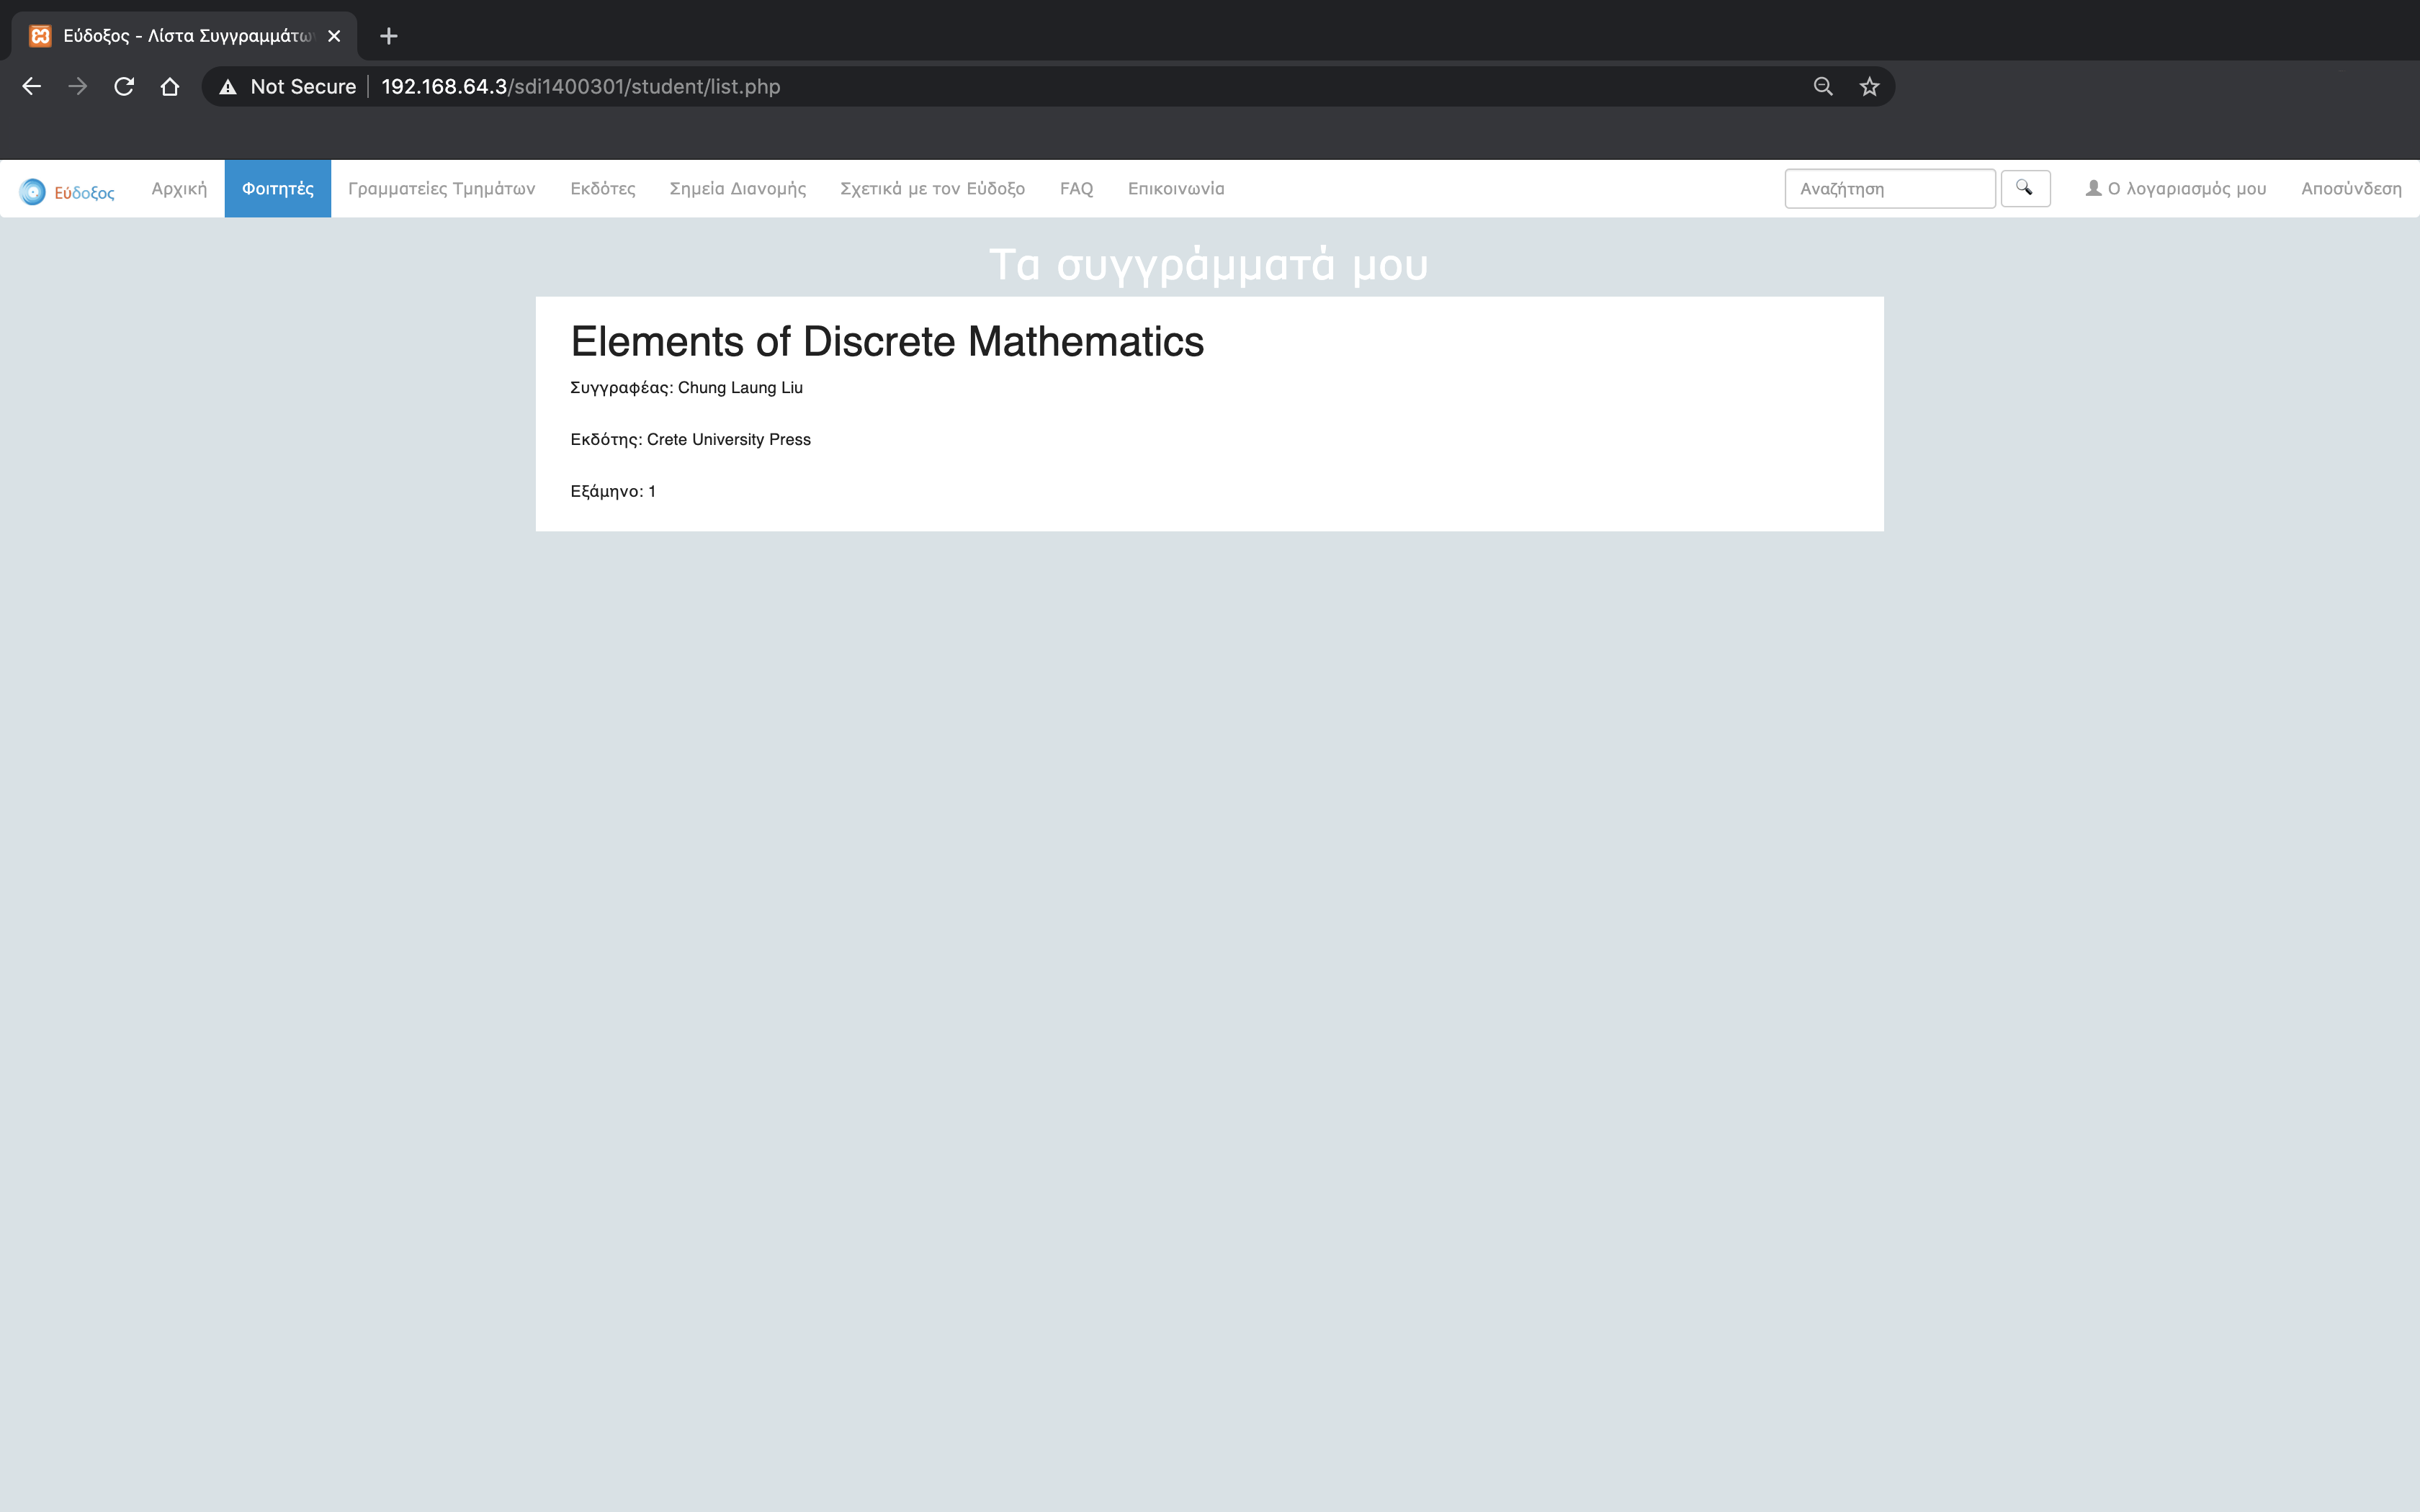 Εύδοξος - Λίστα Συγγραμμάτω
Not Secure 192.168.64.3/sdi1400301/student/list.php
Εύδοξος Αρχική Φοιτητές Γραμματείες Τμημάτων Εκδότες Σημεία Διανομής Σχετικά με τον Εύδοξο FAQ Επικοινωνία Αναζήτηση Ο λογαριασμός μου Αποσύνδεση
Τα συγγράμματά μου
Elements of Discrete Mathematics
Συγγραφέας: Chung Laung Liu
Εκδότης: Crete University Press
Εξάμηνο: 1